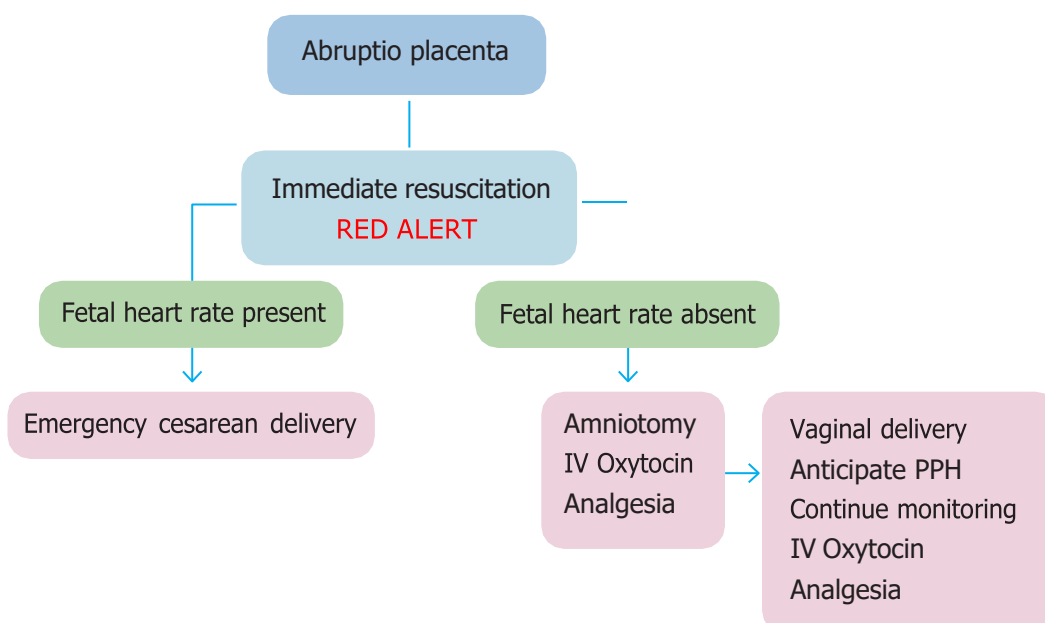 Abruptio placenta
Immediate resuscitation
RED ALERT
Fetal heart rate present
Fetal heart rate absent
Emergency cesarean delivery
Amniotomy
IV Oxytocin
Analgesia
Vaginal delivery
Anticipate PPH
Continue monitoring
IV Oxytocin
Analgesia